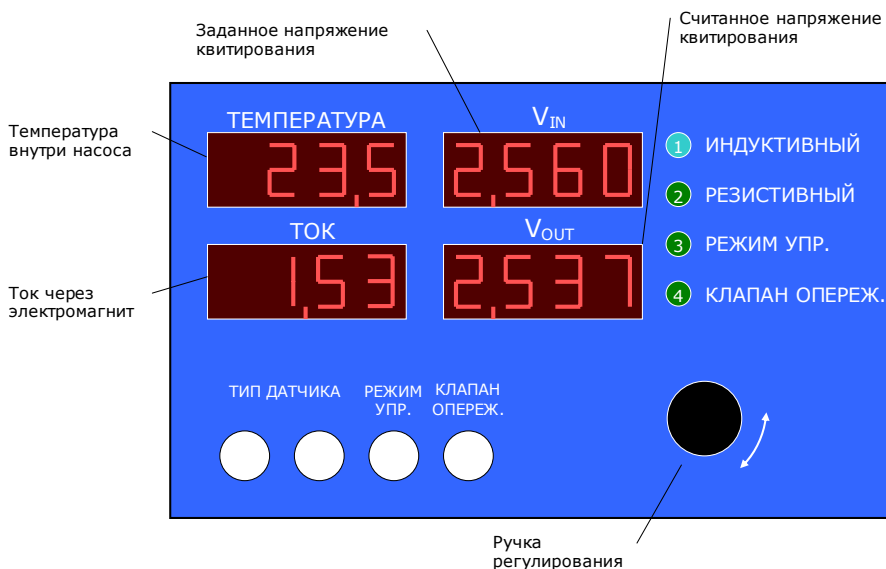 Заданное напряжение
квитирования
Считанное напряжение
квитирования
Температура
внутри насоса
ТЕМПЕРАТУРА
VIN
23,5
2,560
1 ИНДУКТИВНЫЙ
2 РЕЗИСТИВНЫЙ
ТОК
VOUT
3 РЕЖИМ УПР.
Ток через
электромагнит
1,53
2,537
4 КЛАПАН ОПЕРЕЖ.
ТИП ДАТЧИКА
РЕЖИМ
УПР.
КЛАПАН
ОПЕРЕЖ.
Ручка
регулирования